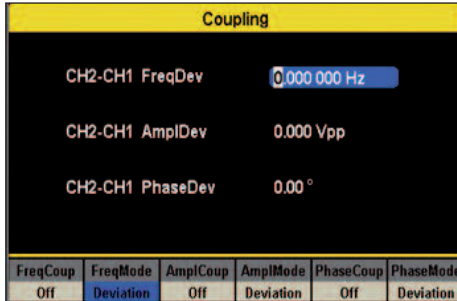 Coupling
CH2-CH1 FreqDev 0.000 000 Hz
CH2-CH1 AmplDev 0.000 Vpp
CH2-CH1 PhaseDev 0.00 °
FreqCoup FreqMode AmplCoup AmplMode PhaseCoup PhaseMode
Off Deviation Off Deviation Off Deviation